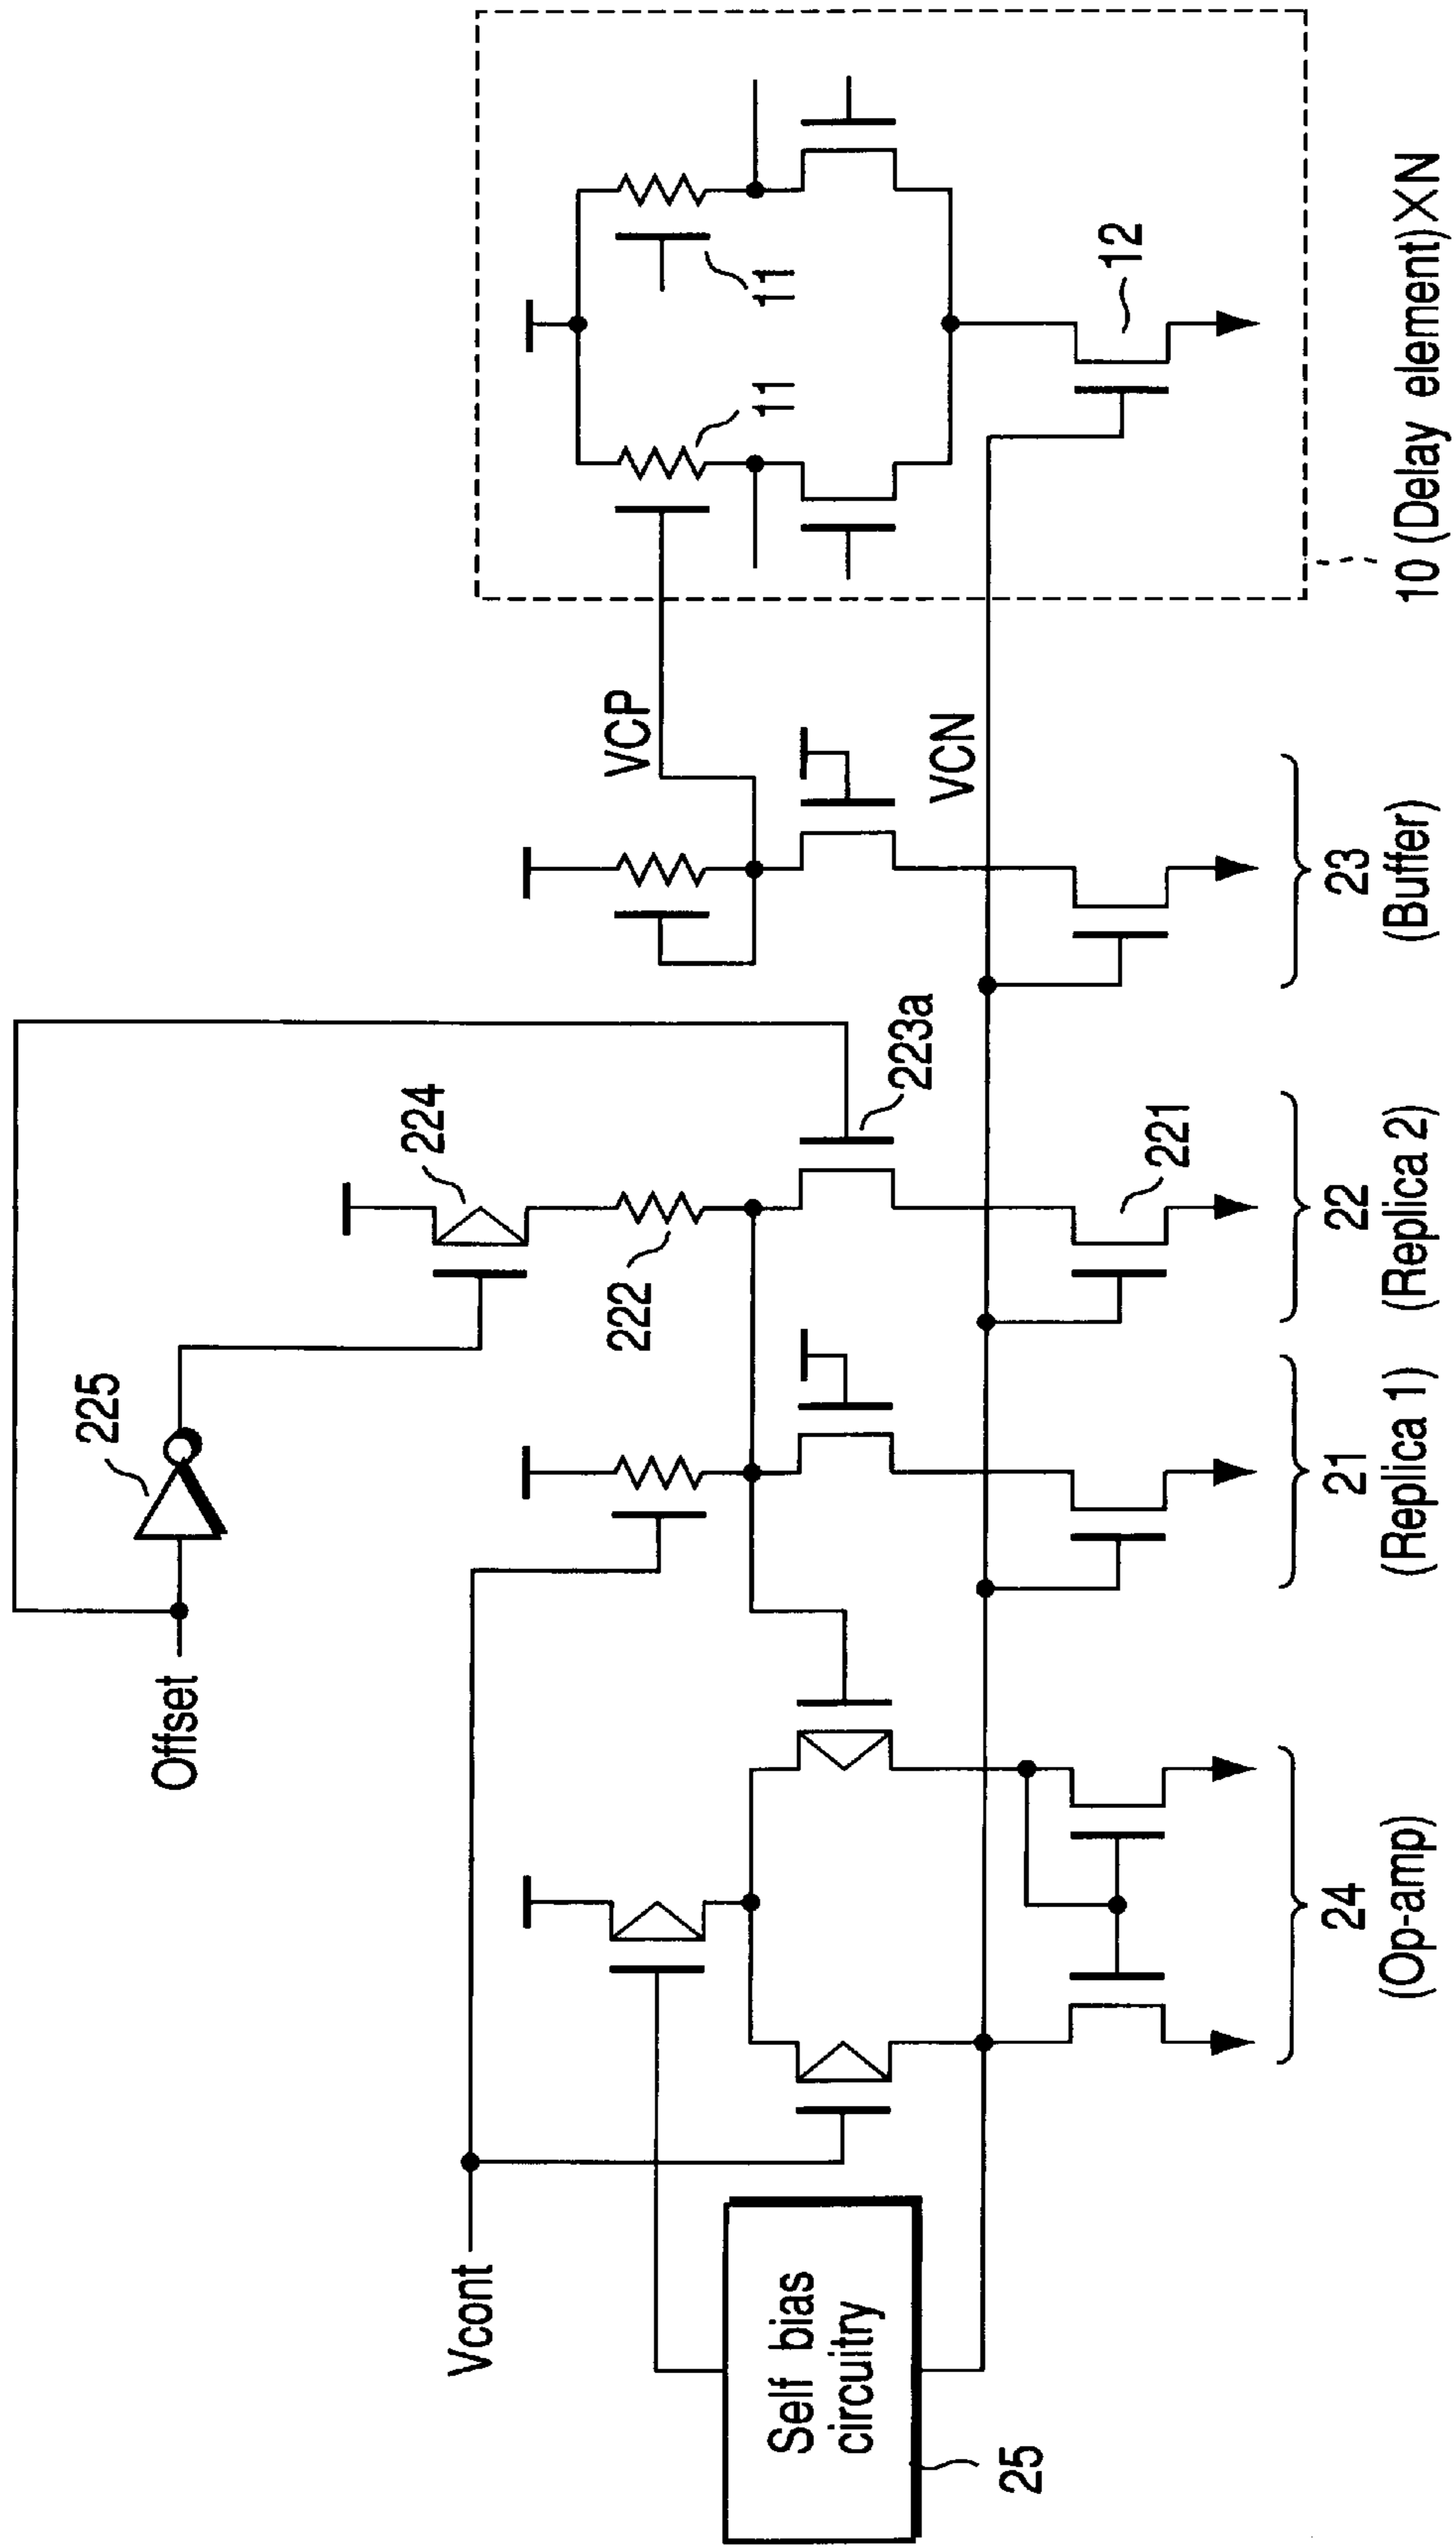 Offset
225
224
222
223a
221
Vcont
VCP
VCN
11
11
12
Self bias
circuitry
25
24
(Op-amp)
21
(Replica 1)
22
(Replica 2)
23
(Buffer)
10 (Delay element)×N